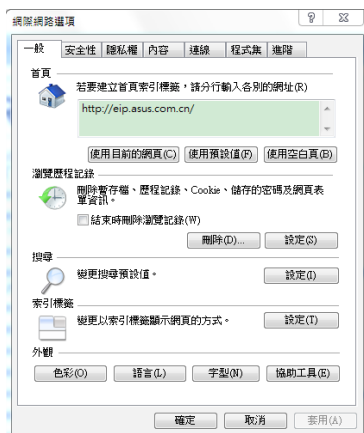 網際網路選項
一般 安全性 隱私權 內容 連線 程式集 進階
首頁
若要建立首頁索引標籤，請分行輸入各別的網址(R)
http://eip.asus.com.cn/
使用目前的網頁(C) 使用預設值(F) 使用空白頁(B)
瀏覽歷程記錄
刪除暫存檔、歷程記錄、Cookie、儲存的密碼及網頁表
單資訊。
結束時刪除瀏覽記錄(W)
刪除(D)... 設定(S)
搜尋
變更搜尋預設值。 設定(I)
索引標籤
變更以索引標籤顯示網頁的方式。 設定(T)
外觀
色彩(O) 語言(L) 字型(N) 協助工具(E)
確定 取消 套用(A)